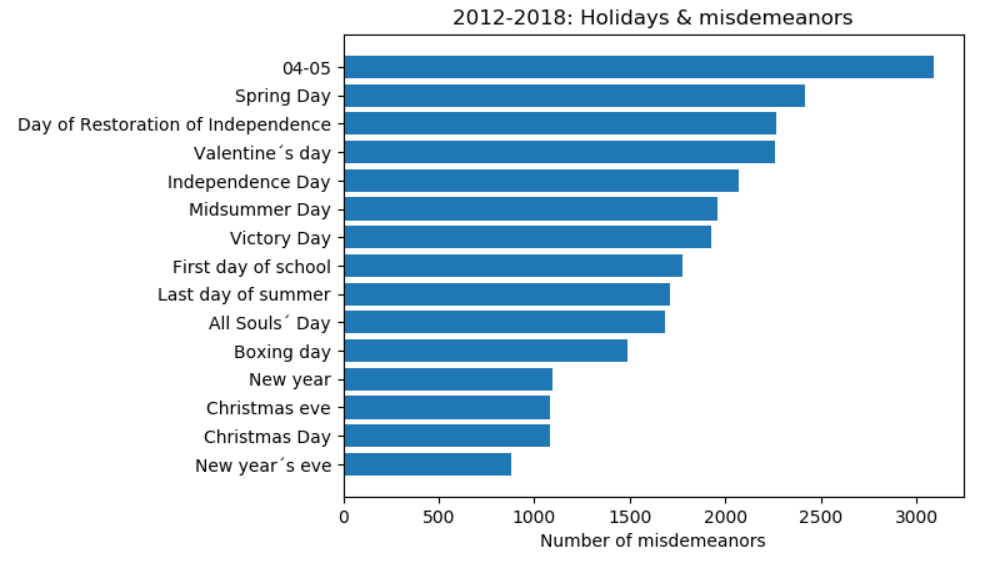 2012-2018: Holidays & misdemeanors
04-05
Spring Day
Day of Restoration of Independence
Valentine´s day
Independence Day
Midsummer Day
Victory Day
First day of school
Last day of summer
All Souls´ Day
Boxing day
New year
Christmas eve
Christmas Day
New year´s eve
0 500 1000 1500 2000 2500 3000
Number of misdemeanors